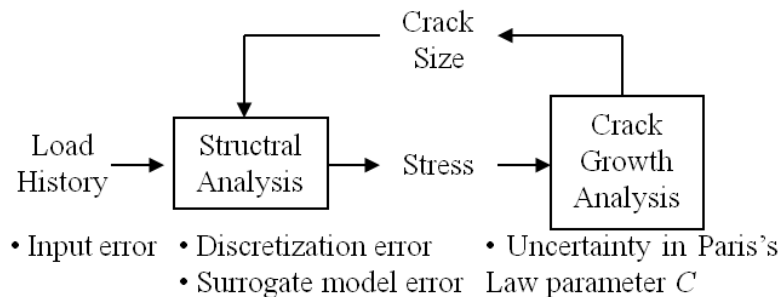 Crack
Size
Load
History
Structral
Analysis
Stress
Crack
Growth
Analysis
• Input error
• Discretization error
• Surrogate model error
• Uncertainty in Paris's
Law parameter C